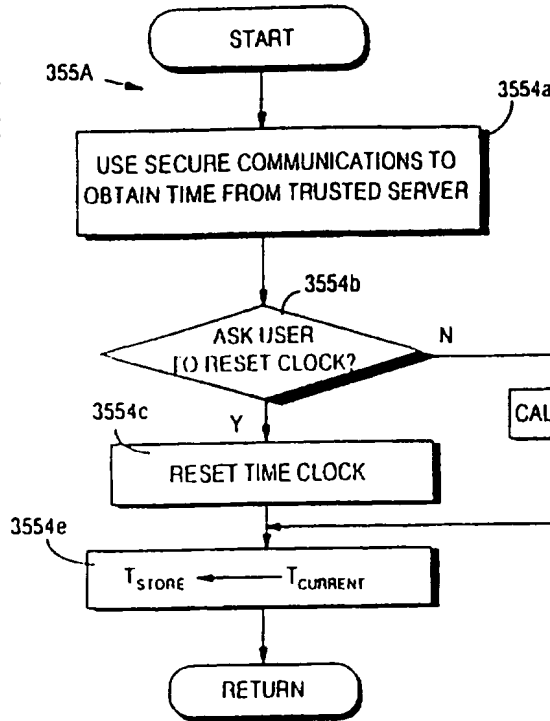 START
355A
3554a
USE SECURE COMMUNICATIONS TO
OBTAIN TIME FROM TRUSTED SERVER
3554b
ASK USER
TO RESET CLOCK?
N
Y
CAL
3554c
RESET TIME CLOCK
3554e
TSTORE ← TCURRENT
RETURN